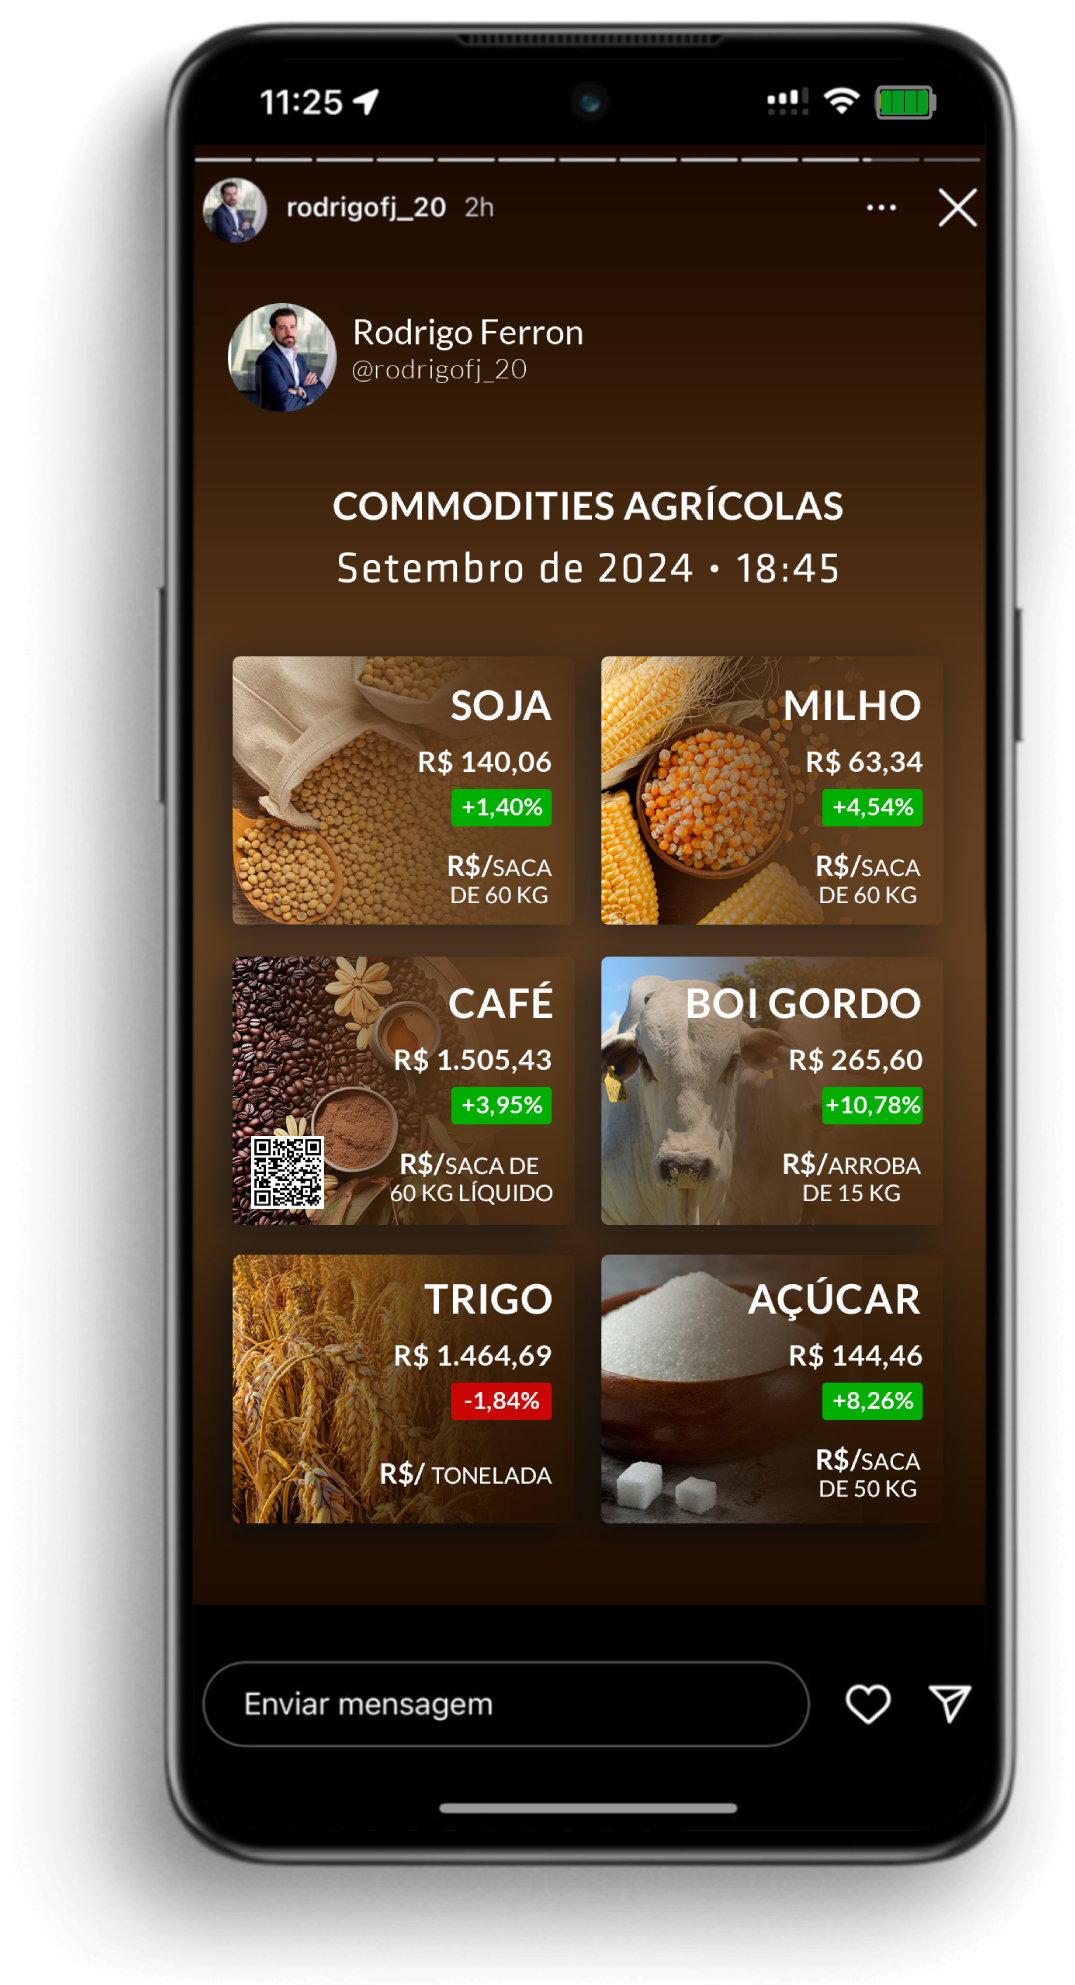 11:25
rodrigofj_20 2h
Rodrigo Ferron
@rodrigofj_20
COMMODITIES AGRÍCOLAS
Setembro de 2024 • 18:45
SOJA
R$ 140,06
+1,40%
R$/SACA
DE 60 KG
MILHO
R$ 63,34
+4,54%
R$/SACA
DE 60 KG
CAFÉ
R$ 1.505,43
+3,95%
R$/SACA DE
60 KG LÍQUIDO
BOI GORDO
R$ 265,60
+10,78%
R$/ARROBA
DE 15 KG
TRIGO
R$ 1.464,69
-1,84%
R$/ TONELADA
AÇÚCAR
R$ 144,46
+8,26%
R$/SACA
DE 50 KG
Enviar mensagem